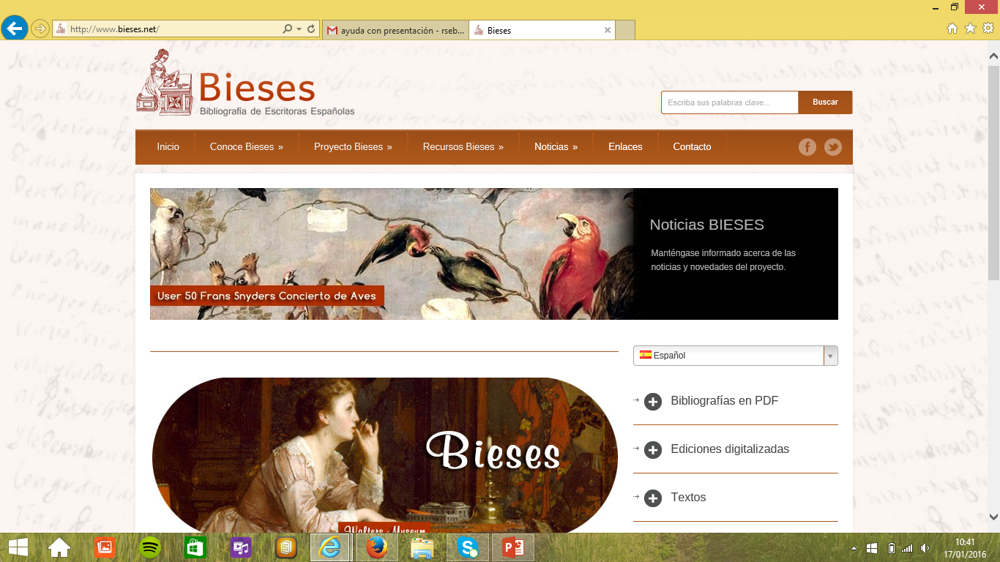 http://www.bieses.net/
ayuda con presentación - rseb...
Bieses
Bieses
Bibliografía de Escritoras Españolas
Escriba sus palabras clave...
Buscar
Inicio
Conoce Bieses »
Proyecto Bieses »
Recursos Bieses »
Noticias »
Enlaces
Contacto
Noticias BIESES
Manténgase informado acerca de las
noticias y novedades del proyecto.
User 50 Frans Snyders Concierto de Aves
Español
Bieses
Walters Museum
Bibliografías en PDF
Ediciones digitalizadas
Textos
10:41
17/01/2016